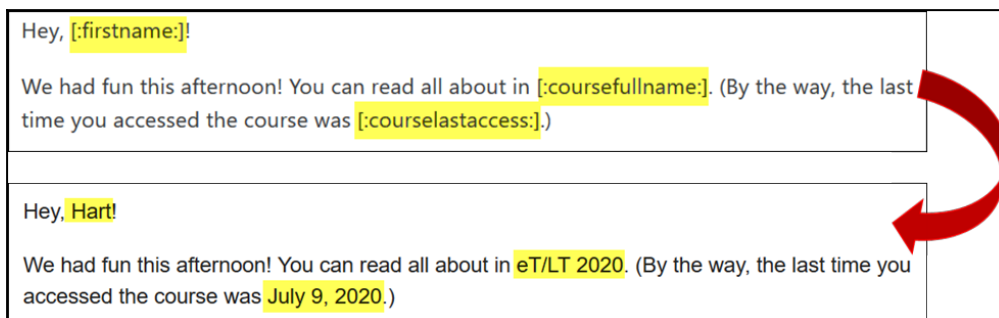 Hey, [:firstname:]!
We had fun this afternoon! You can read all about in [:coursefullname:]. (By the way, the last
time you accessed the course was [:courselastaccess:].)
Hey, Hart!
We had fun this afternoon! You can read all about in eT/LT 2020. (By the way, the last time you
accessed the course was July 9, 2020.)